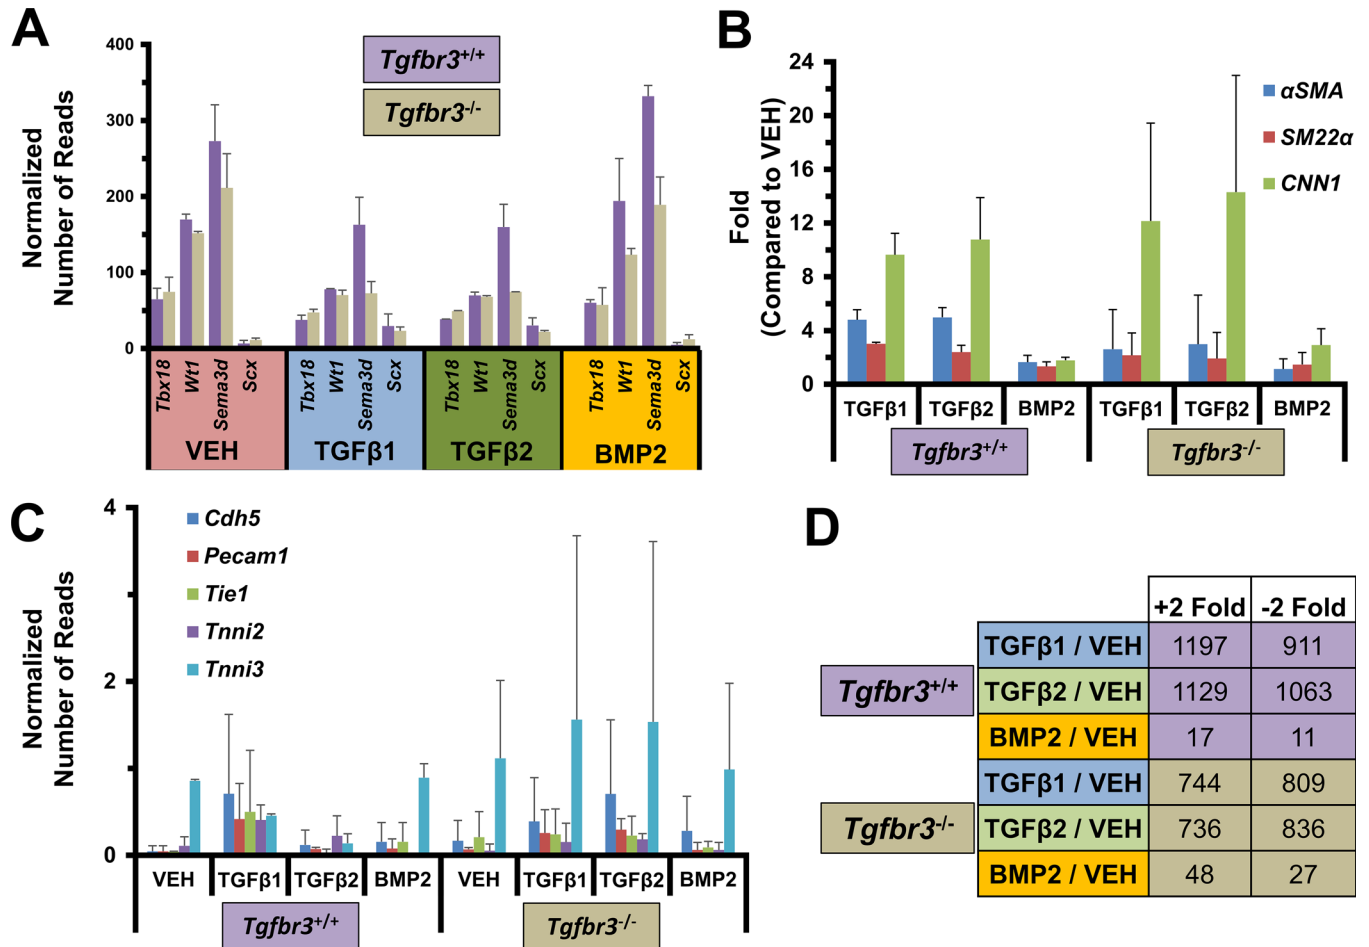 A
Normalized
Number of Reads
400
300
200
100
0
Tgfbr3+/+
Tgfbr3-/-
Tbx18
Wt1
Sema3d
Scx
Tbx18
Wt1
Sema3d
Scx
Tbx18
Wt1
Sema3d
Scx
Tbx18
Wt1
Sema3d
Scx
VEH
TGFβ1
TGFβ2
BMP2
B
Fold
(Compared to VEH)
24
20
16
12
8
4
0
αSMA
SM22α
CNN1
TGFβ1
TGFβ2
BMP2
TGFβ1
TGFβ2
BMP2
Tgfbr3+/+
Tgfbr3-/-
C
Normalized
Number of Reads
4
2
0
Cdh5
Pecam1
Tie1
Tnni2
Tnni3
VEH
TGFβ1
TGFβ2
BMP2
VEH
TGFβ1
TGFβ2
BMP2
Tgfbr3+/+
Tgfbr3-/-
D
+2 Fold -2 Fold
Tgfbr3+/+
TGFβ1 / VEH 1197 911
TGFβ2 / VEH 1129 1063
BMP2 / VEH 17 11
Tgfbr3-/-
TGFβ1 / VEH 744 809
TGFβ2 / VEH 736 836
BMP2 / VEH 48 27